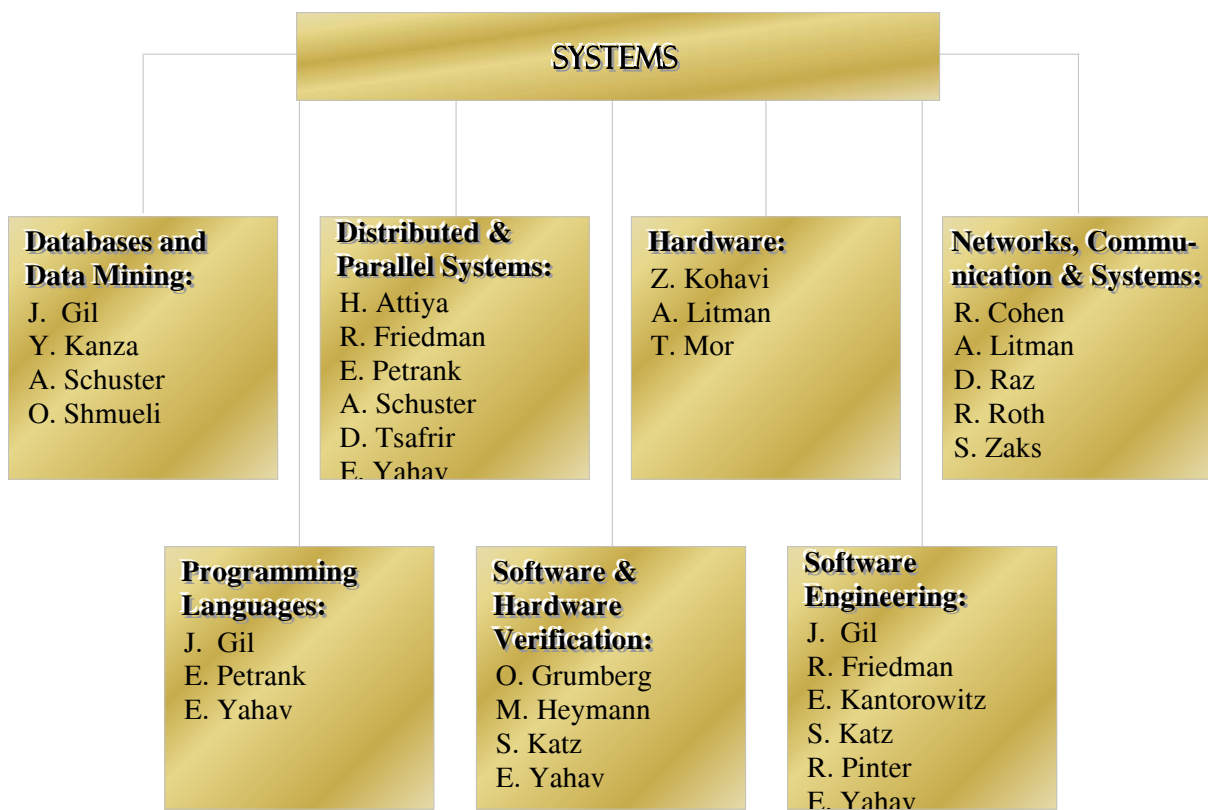 SYSTEMS
Databases and
Data Mining:
J. Gil
Y. Kanza
A. Schuster
O. Shmueli
Distributed &
Parallel Systems:
H. Attiya
R. Friedman
E. Petrank
A. Schuster
D. Tsafrir
E. Yahav
Hardware:
Z. Kohavi
A. Litman
T. Mor
Networks, Commu-
nication & Systems:
R. Cohen
A. Litman
D. Raz
R. Roth
S. Zaks
Programming
Languages:
J. Gil
E. Petrank
E. Yahav
Software &
Hardware
Verification:
O. Grumberg
M. Heymann
S. Katz
E. Yahav
Software
Engineering:
J. Gil
R. Friedman
E. Kantorowitz
S. Katz
R. Pinter
E. Yahav